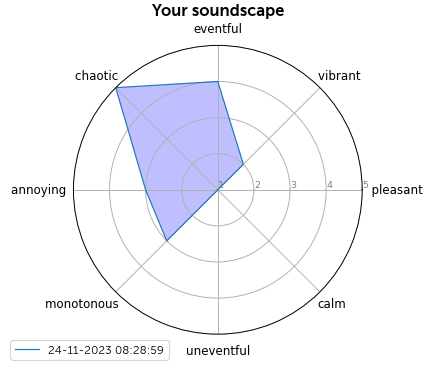 Your soundscape
eventful
chaotic
vibrant
annoying
1 2 3 4 5
pleasant
monotonous
calm
uneventful
24-11-2023 08:28:59